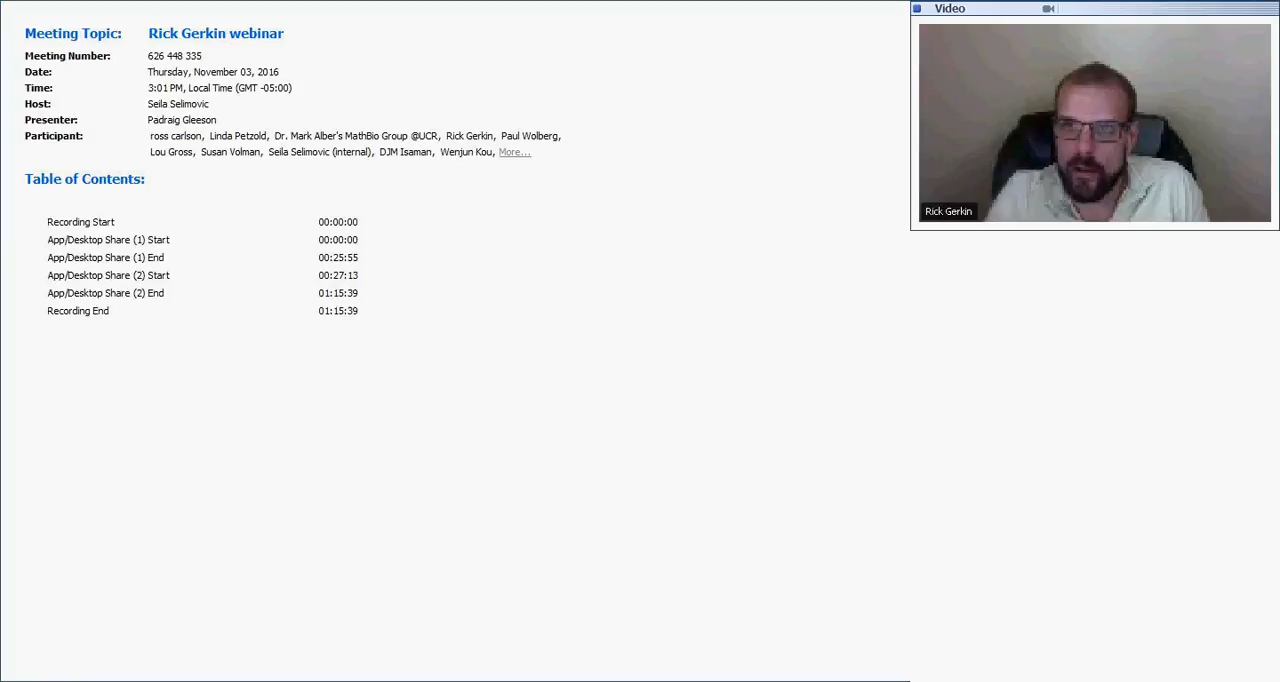 Meeting Topic: Rick Gerkin webinar
Meeting Number: 626 448 335
Date: Thursday, November 03, 2016
Time: 3:01 PM, Local Time (GMT -05:00)
Host: Seila Selimovic
Presenter: Padraig Gleeson
Participant: ross carlson, Linda Petzold, Dr. Mark Alber's MathBio Group @UCR, Rick Gerkin, Paul Wolberg,
Lou Gross, Susan Volman, Seila Selimovic (internal), DJM Isaman, Wenjun Kou, More...
Table of Contents:
Recording Start 00:00:00
App/Desktop Share (1) Start 00:00:00
App/Desktop Share (1) End 00:25:55
App/Desktop Share (2) Start 00:27:13
App/Desktop Share (2) End 01:15:39
Recording End 01:15:39
Video
Rick Gerkin